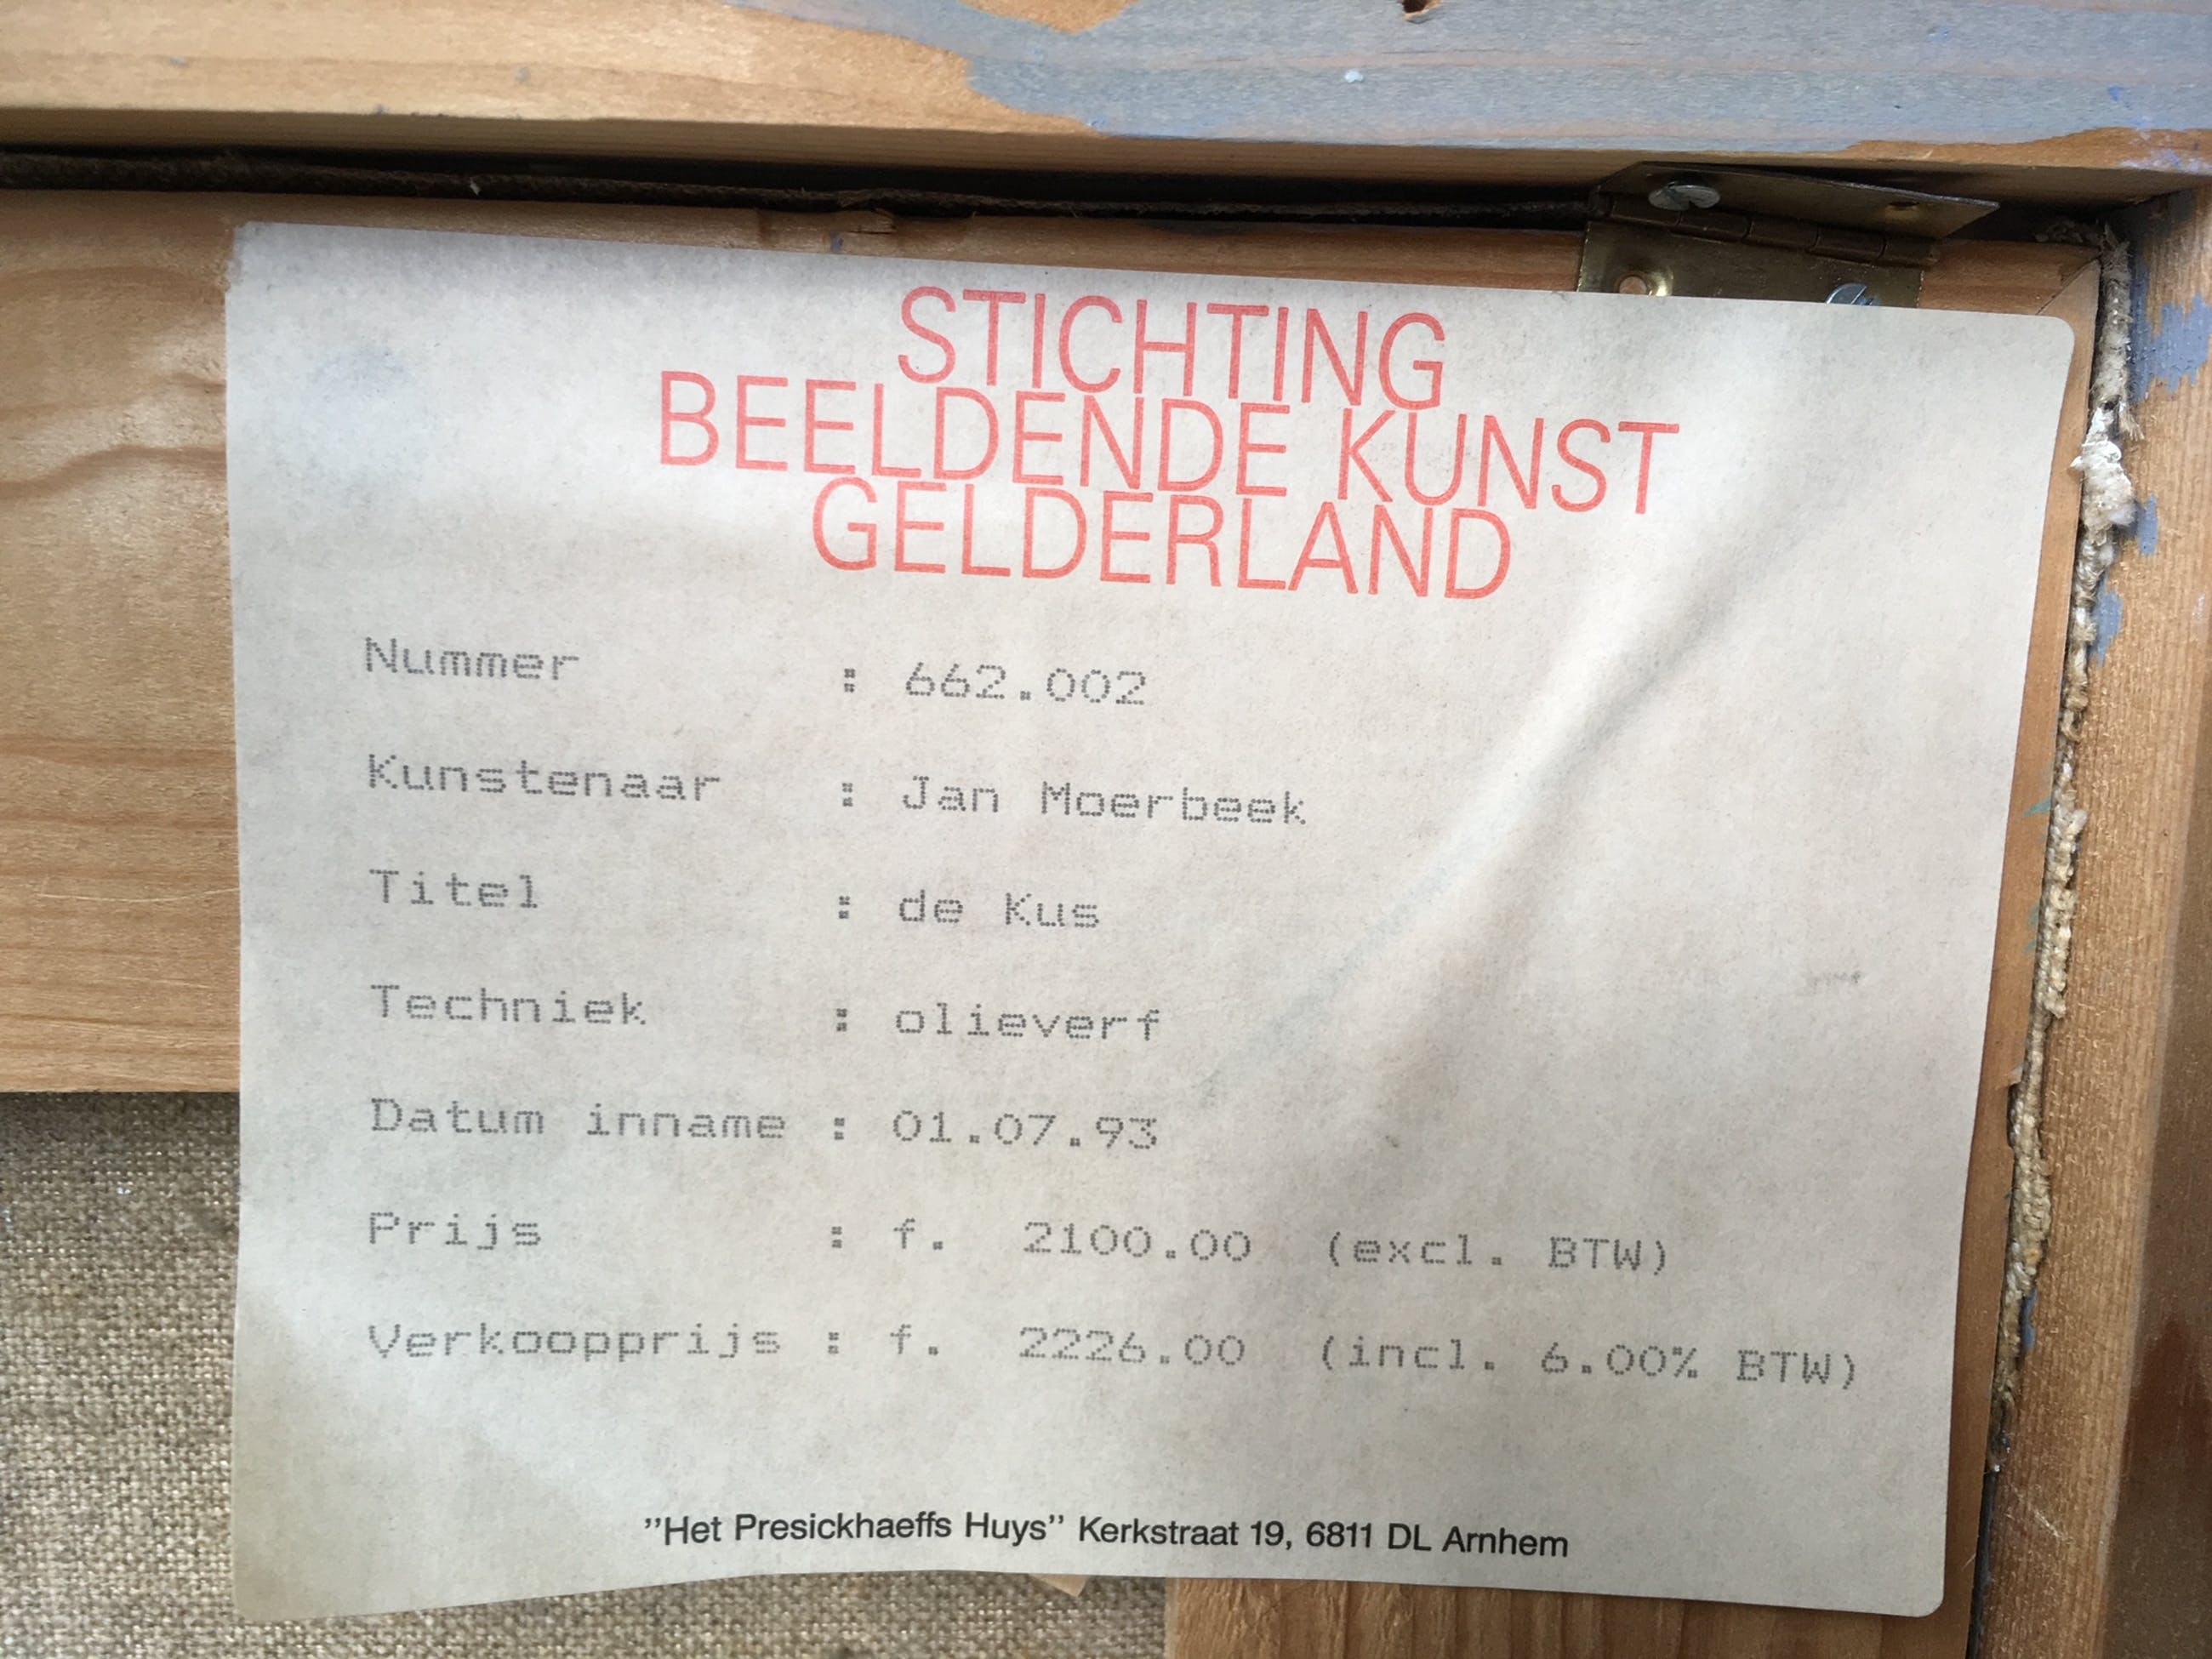 STICHTING
BEELDENDE KUNST
GELDERLAND
Nummer : 662.002
Kunstenaar : Jan Moerbeek
Titel : de Kus
Techniek : olieverf
Datum inname : 01.07.93
Prijs : f. 2100.00 (excl. BTW)
Verkoopprijs : f. 2226.00 (incl. 6.00% BTW)
"Het Presickhaeffs Huys" Kerkstraat 19, 6811 DL Arnhem